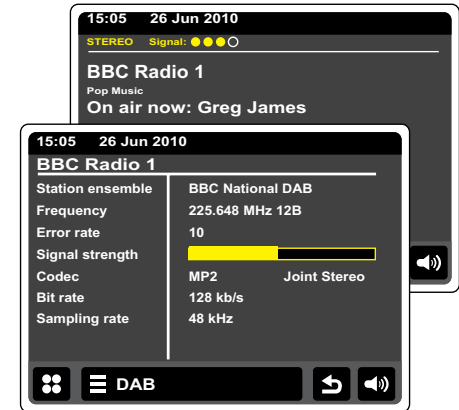 15:05 26 Jun 2010
STEREO Signal:
BBC Radio 1
Pop Music
On air now: Greg James
15:05 26 Jun 2010
BBC Radio 1
Station ensemble BBC National DAB
Frequency 225.648 MHz 12B
Error rate 10
Signal strength
Codec MP2 Joint Stereo
Bit rate 128 kb/s
Sampling rate 48 kHz
DAB